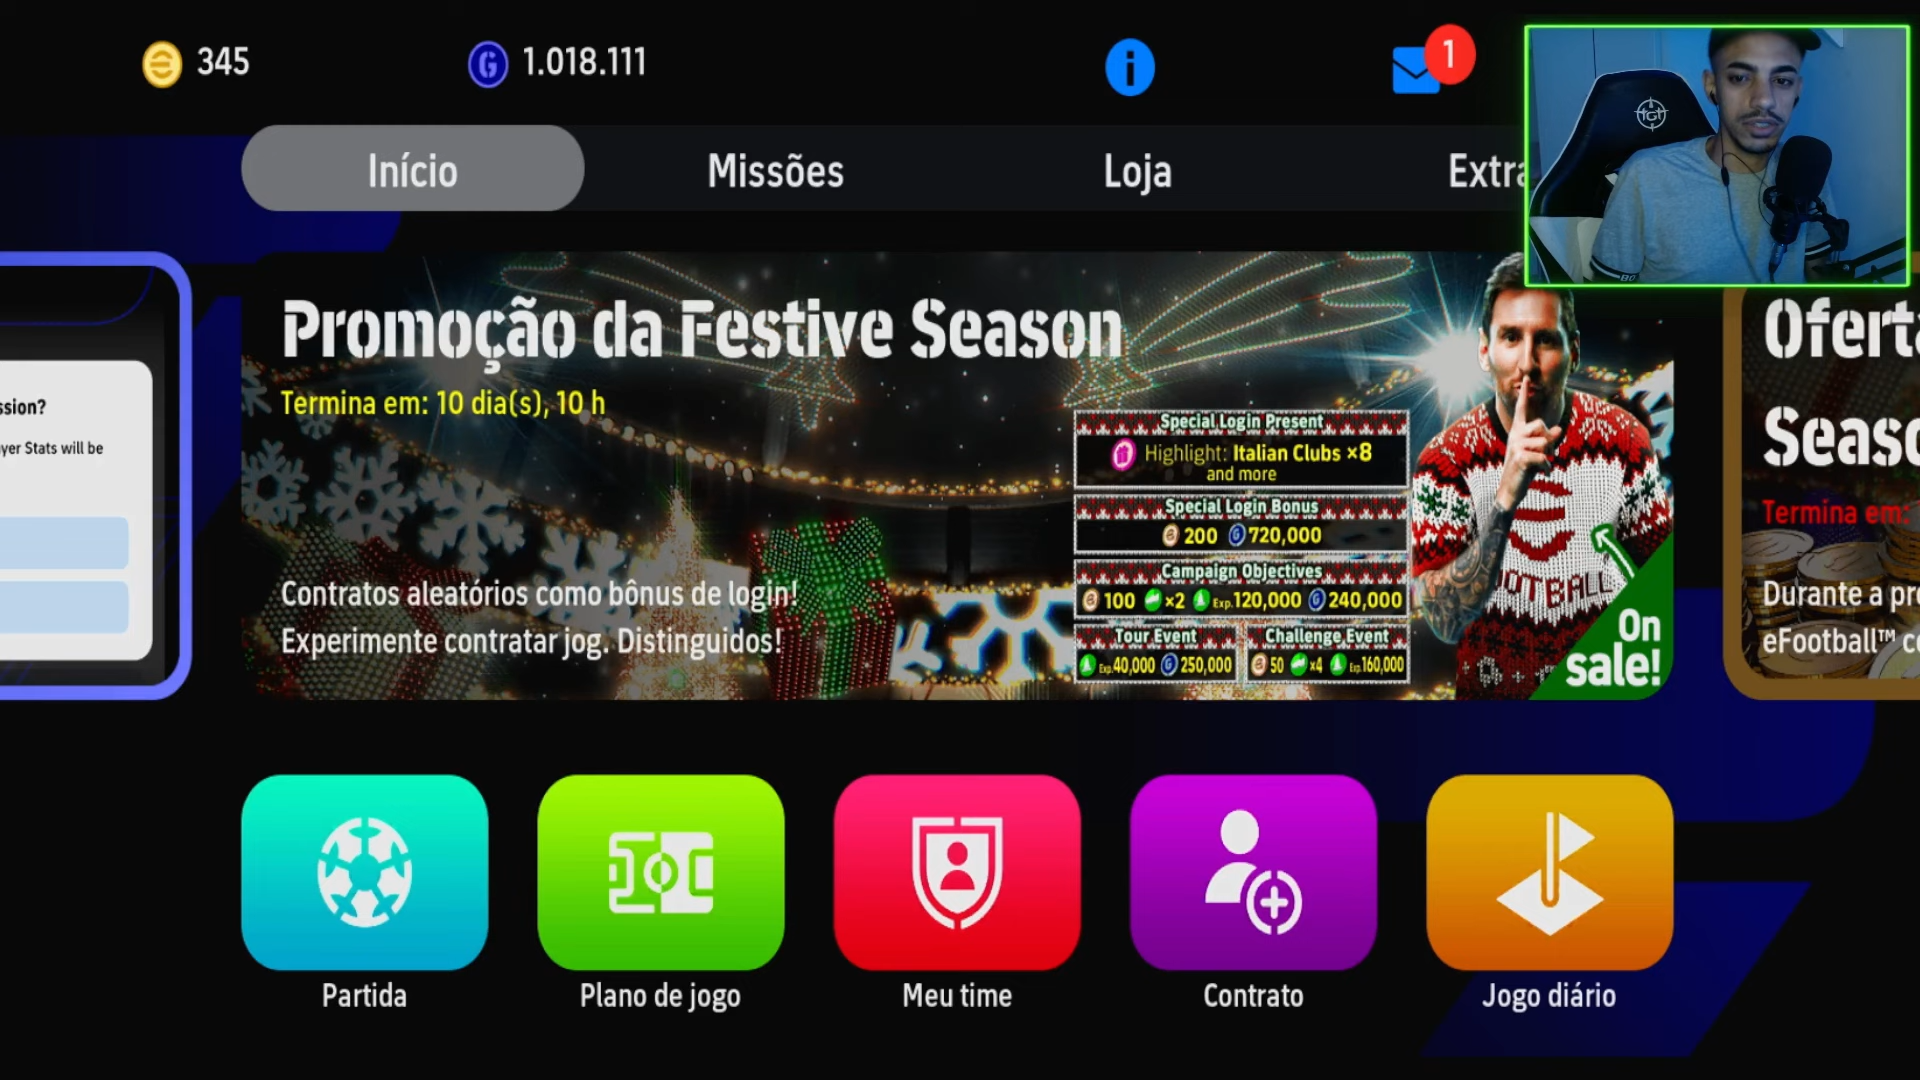 345
1.018.111
1
Início
Missões
Loja
Extra
Promoção da Festive Season
Termina em: 10 dia(s), 10 h
Contratos aleatórios como bônus de login!
Experimente contratar jog. Distinguidos!
Special Login Present
Highlight: Italian Clubs ×8
and more
Special Login Bonus
200 720,000
Campaign Objectives
100 ×2 Exp.120,000 240,000
Tour Event
Exp.40,000 250,000
Challenge Event
50 x4 Exp.160,000
On
sale!
ssion?
yer Stats will be
Oferta
Seaso
Termina em:
Durante a pr
eFootball™ c
Partida
Plano de jogo
Meu time
Contrato
Jogo diário